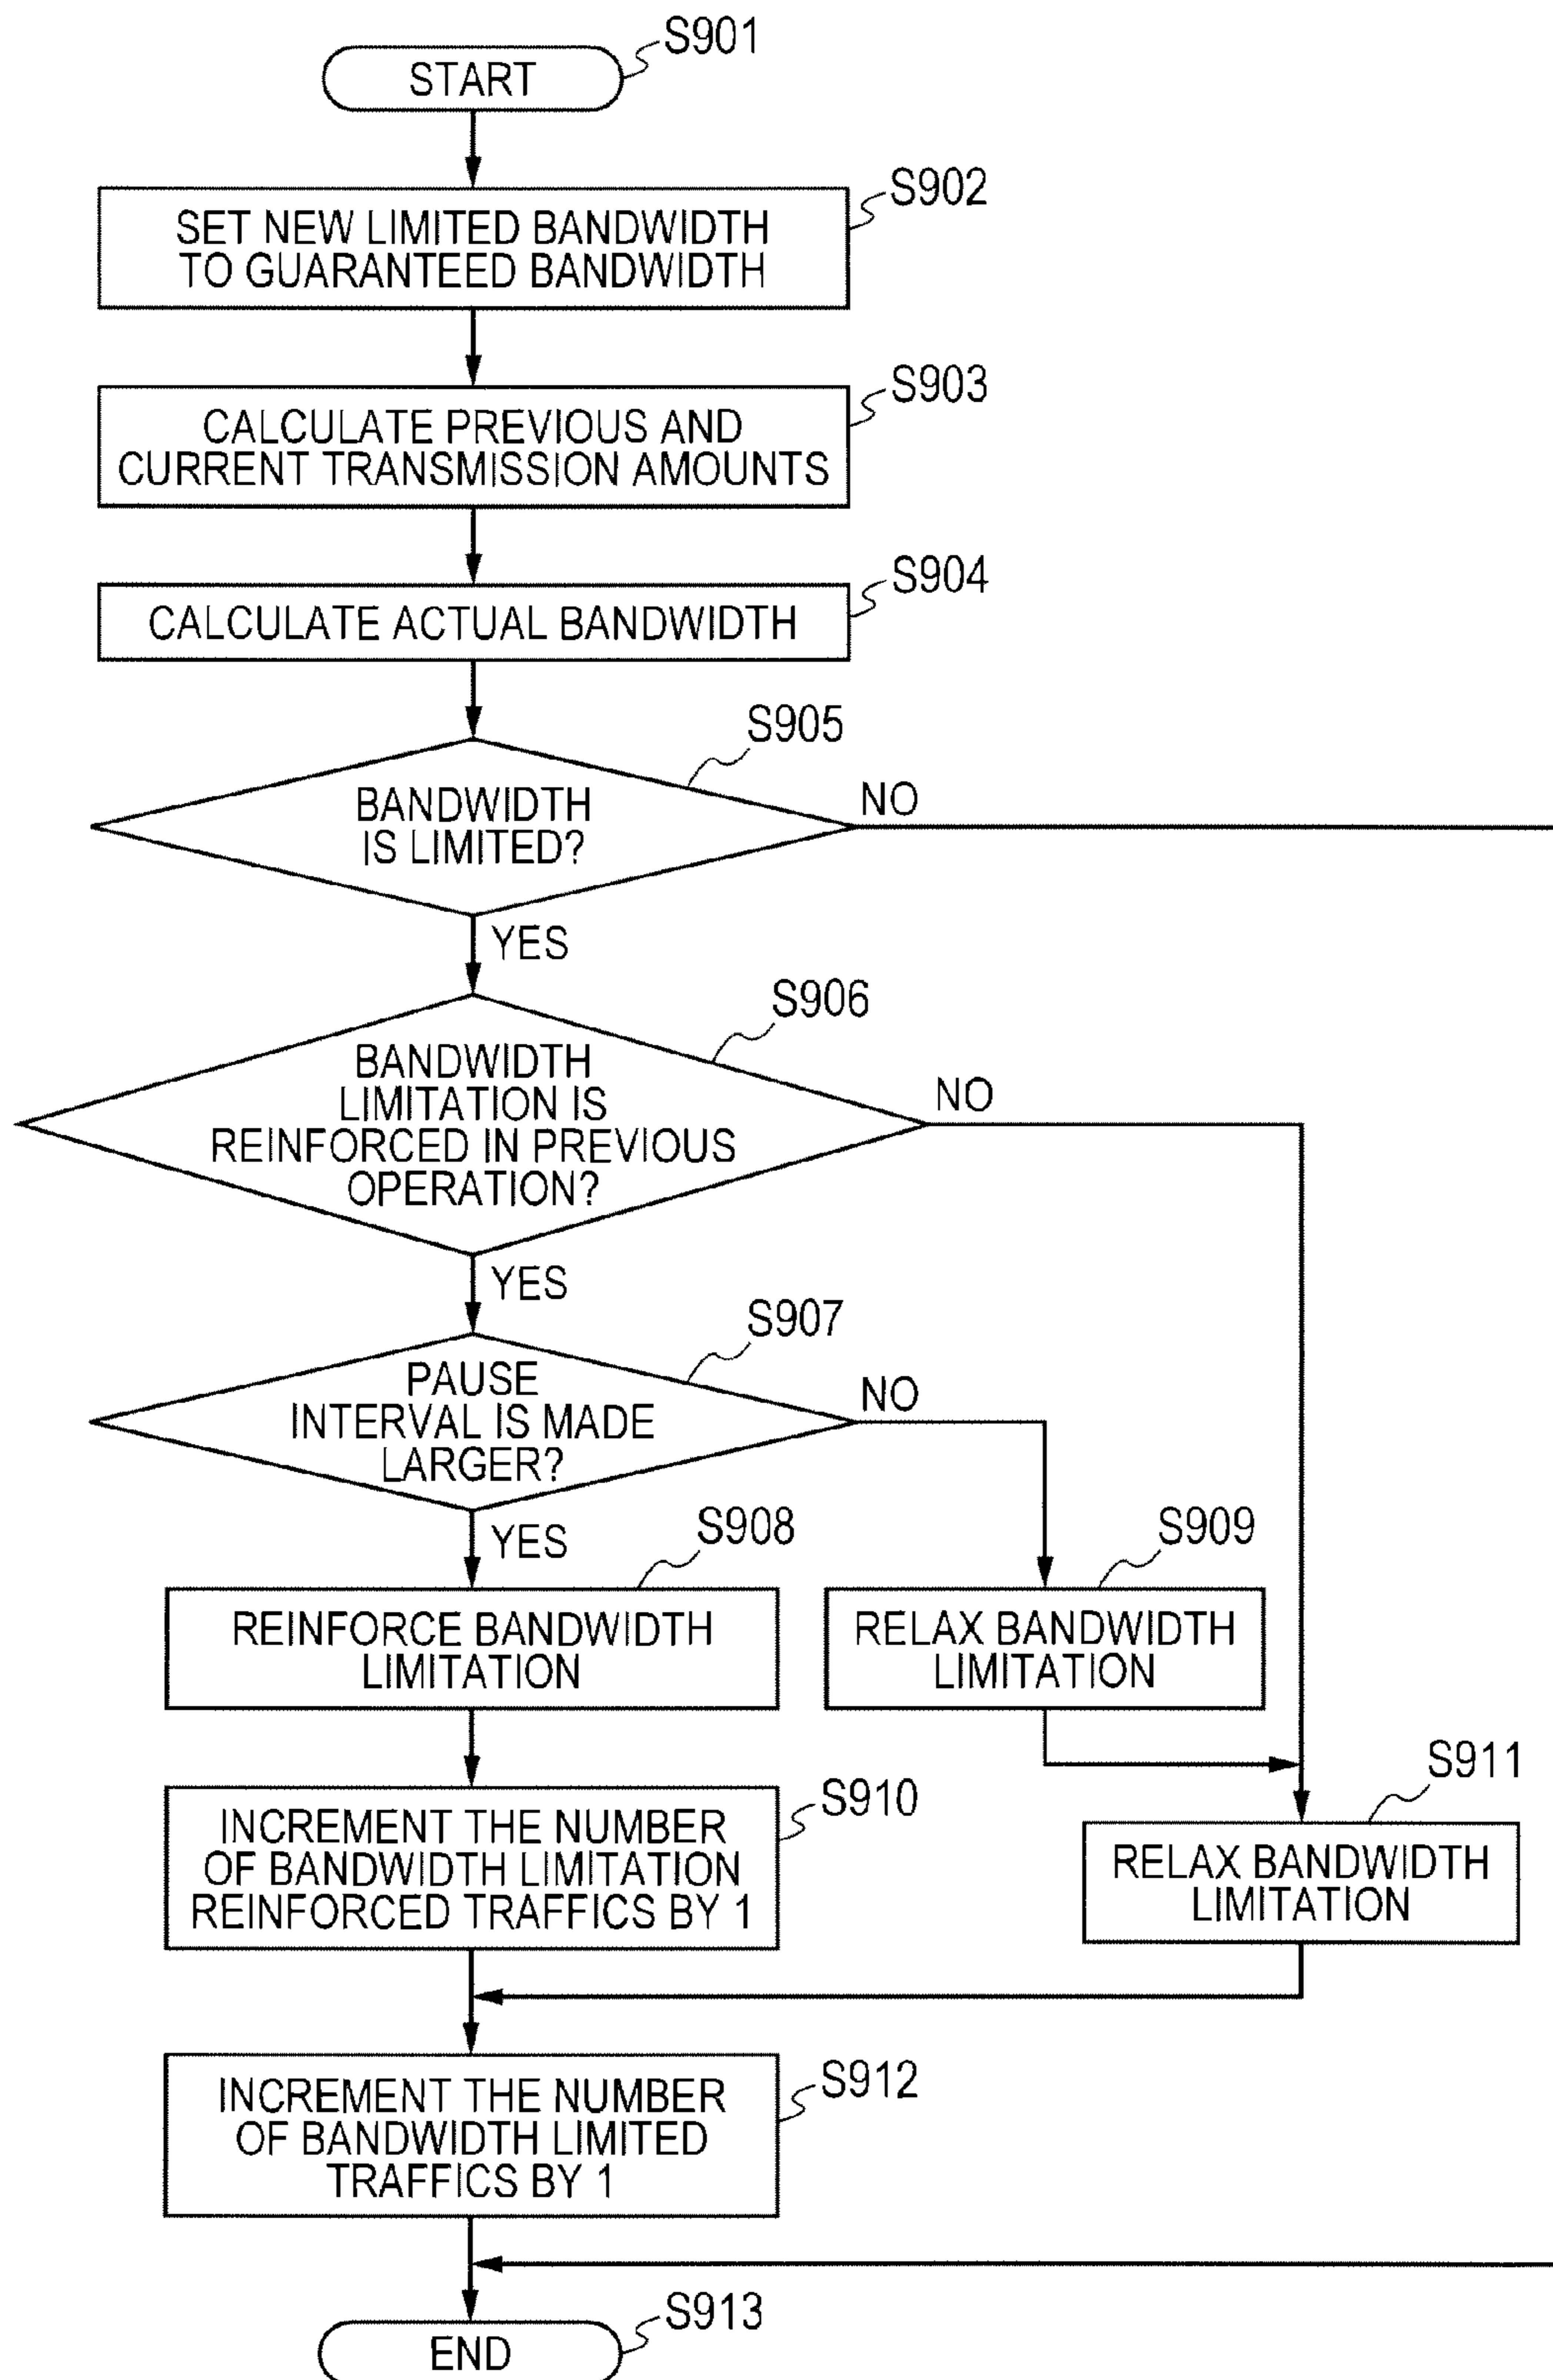 S901
START
S902
SET NEW LIMITED BANDWIDTH
TO GUARANTEED BANDWIDTH
S903
CALCULATE PREVIOUS AND
CURRENT TRANSMISSION AMOUNTS
S904
CALCULATE ACTUAL BANDWIDTH
S905
BANDWIDTH
IS LIMITED?
NO
YES
S906
BANDWIDTH
LIMITATION IS
REINFORCED IN PREVIOUS
OPERATION?
NO
YES
S907
PAUSE
INTERVAL IS MADE
LARGER?
NO
YES
S908
REINFORCE BANDWIDTH
LIMITATION
S909
RELAX BANDWIDTH
LIMITATION
S910
INCREMENT THE NUMBER
OF BANDWIDTH LIMITATION
REINFORCED TRAFFICS BY 1
S911
RELAX BANDWIDTH
LIMITATION
S912
INCREMENT THE NUMBER
OF BANDWIDTH LIMITED
TRAFFICS BY 1
S913
END